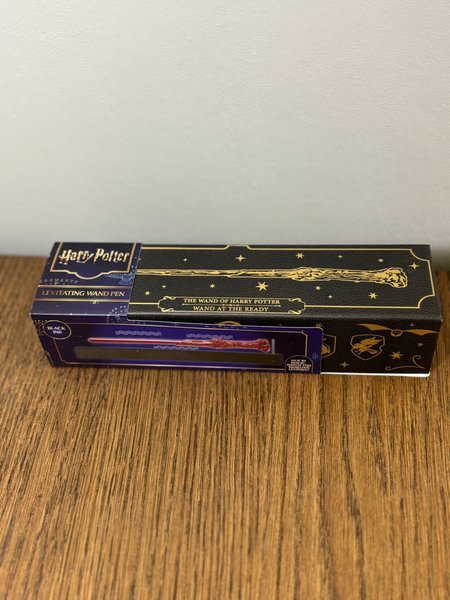 Harry Potter
LEVITATING WAND PEN
THE WAND OF HARRY POTTER
WAND AT THE READY
BLACK
INK